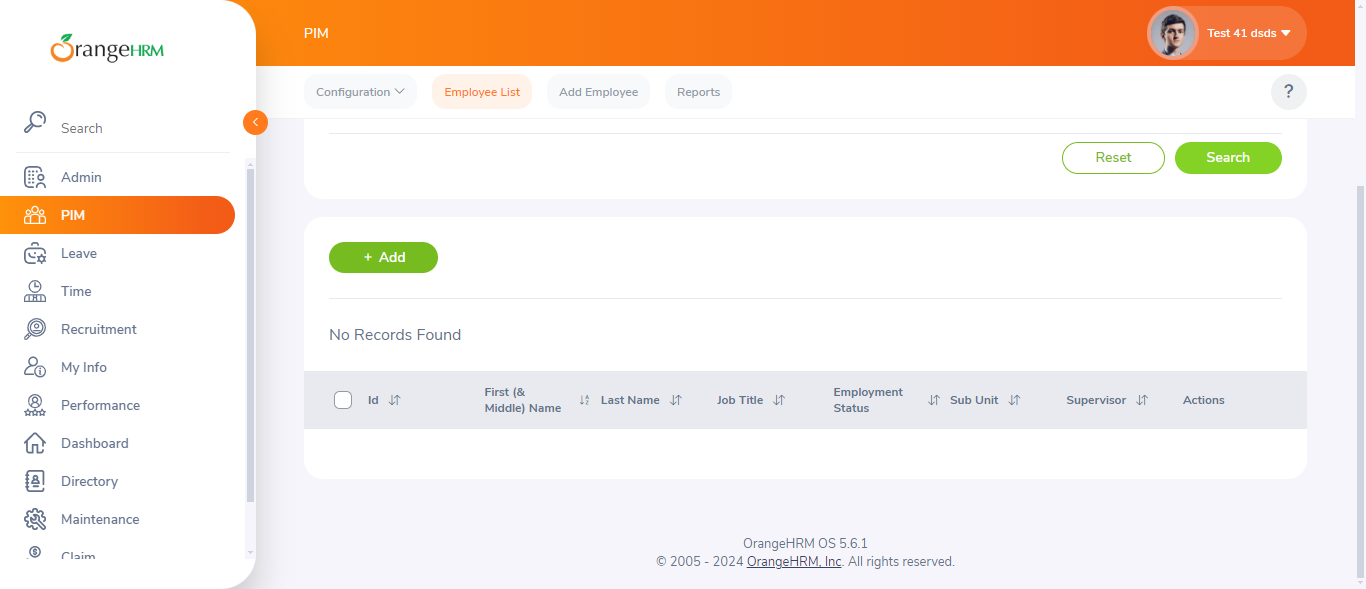 OrangeHRM
Search
Admin
PIM
Leave
Time
Recruitment
My Info
Performance
Dashboard
Directory
Maintenance
Claim
PIM
Test 41 dsds
Configuration
Employee List
Add Employee
Reports
?
Reset
Search
+ Add
No Records Found
Id
First (&
Middle) Name
Last Name
Job Title
Employment
Status
Sub Unit
Supervisor
Actions
OrangeHRM OS 5.6.1
© 2005 - 2024 OrangeHRM, Inc. All rights reserved.